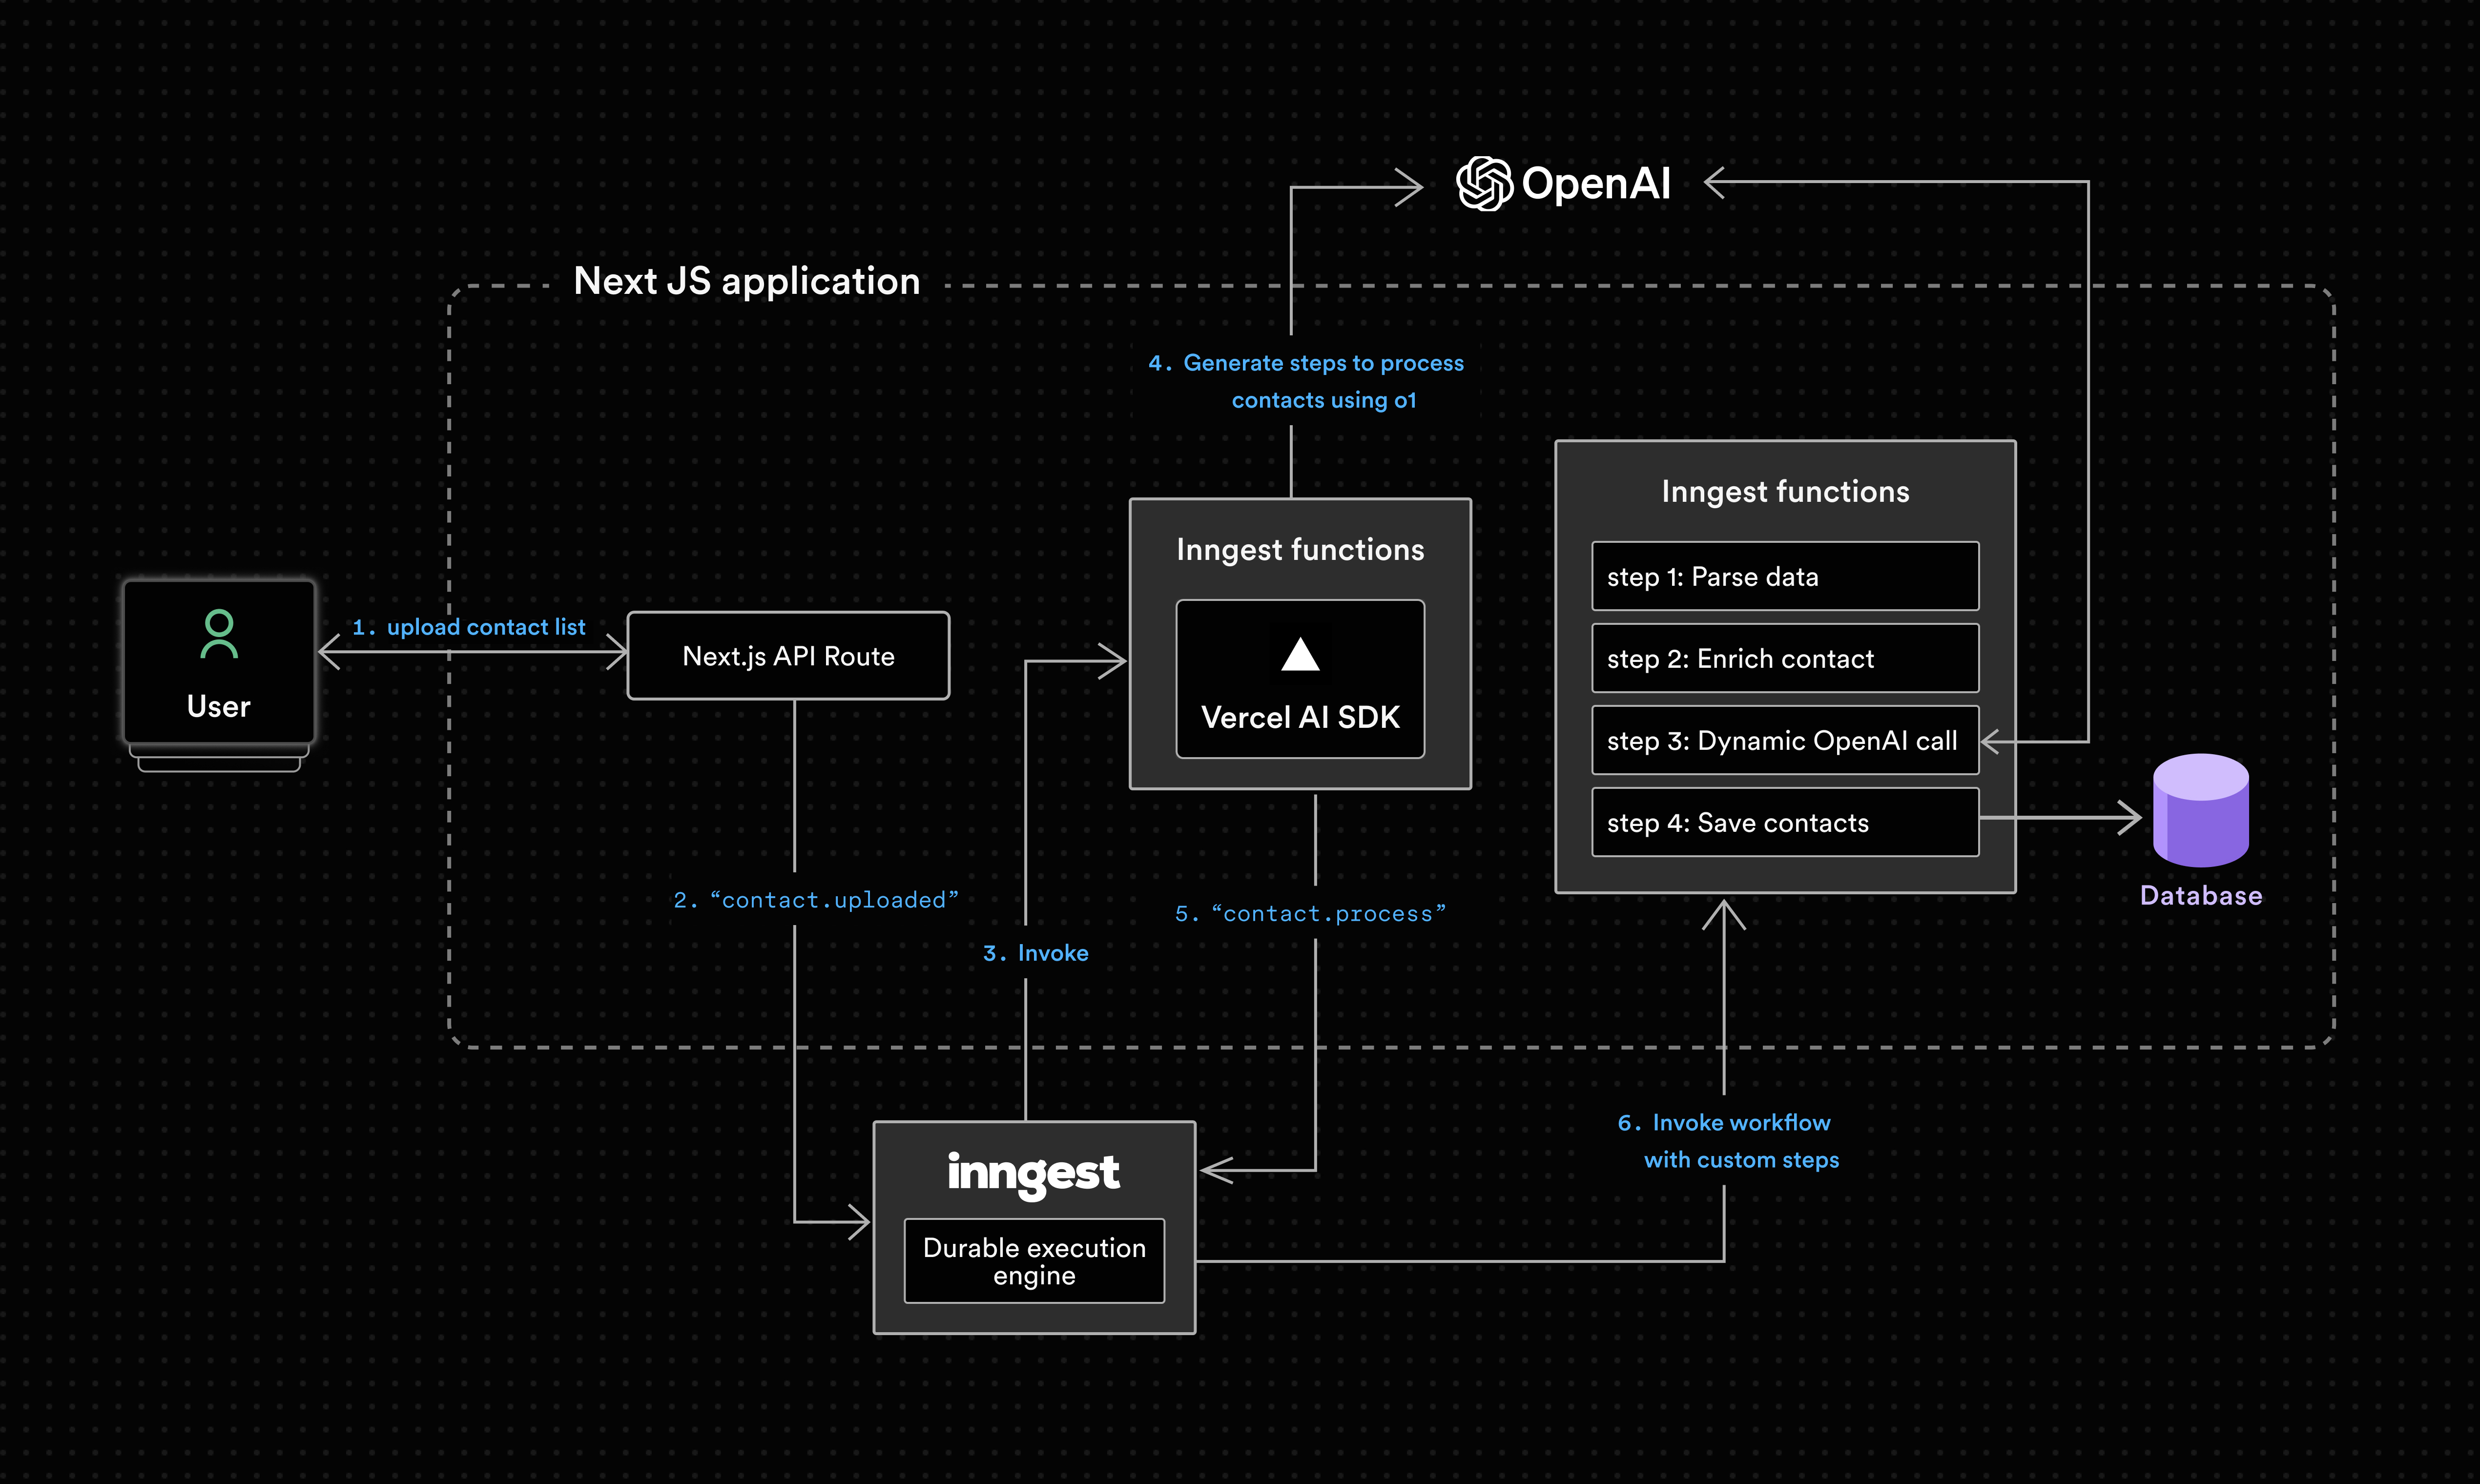 OpenAI
Next JS application
4. Generate steps to process
contacts using o1
Inngest functions
step 1: Parse data
step 2: Enrich contact
step 3: Dynamic OpenAI call
step 4: Save contacts
Inngest functions
Vercel AI SDK
User
1. upload contact list
Next.js API Route
Database
2. “contact.uploaded”
3. Invoke
5. “contact.process”
6. Invoke workflow
with custom steps
inngest
Durable execution
engine